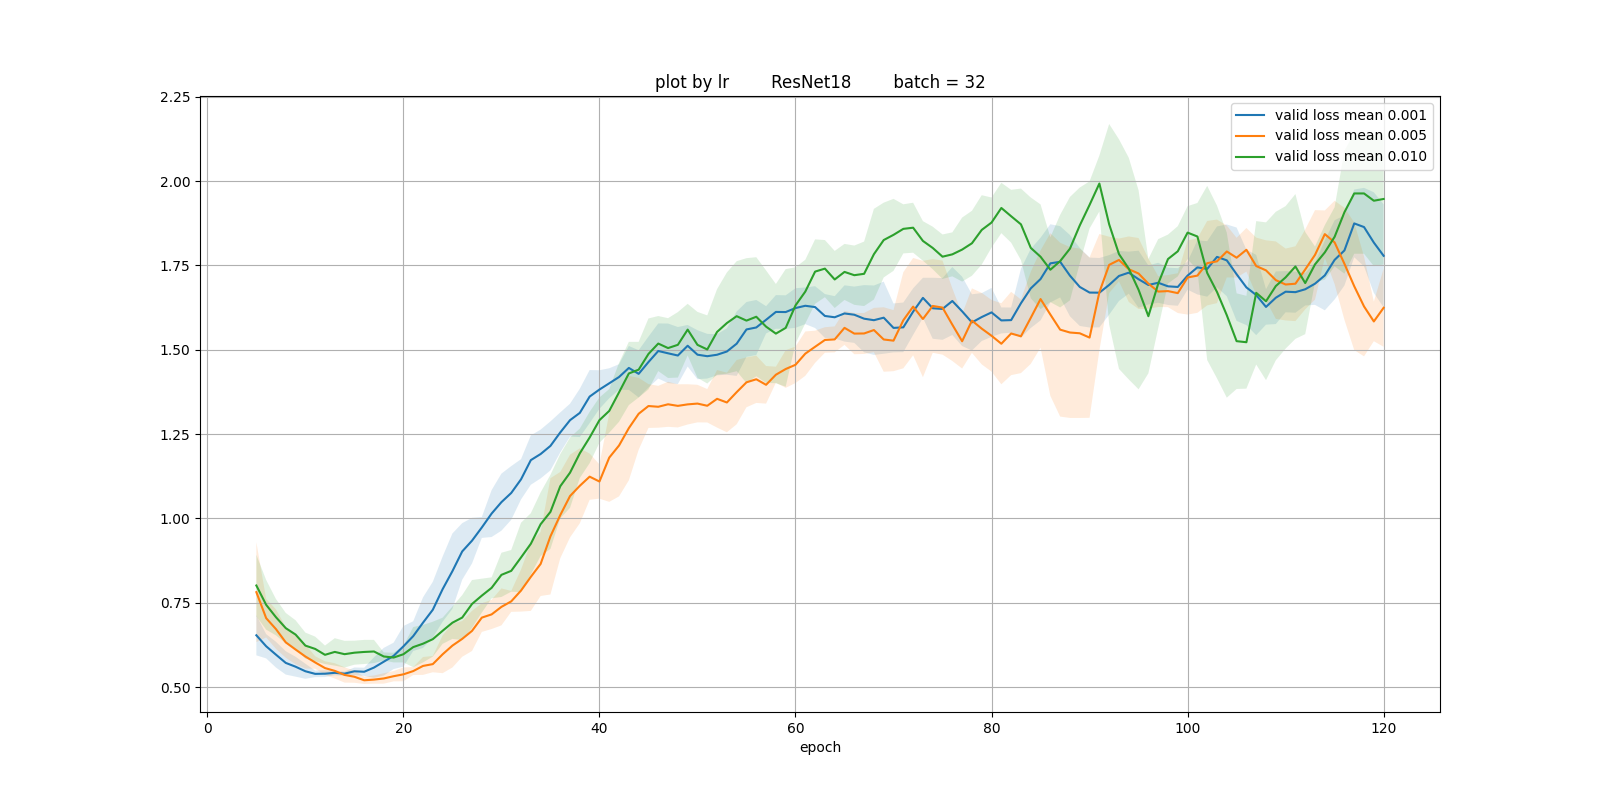 plot by lr ResNet18 batch = 32
valid loss mean 0.001
valid loss mean 0.005
valid loss mean 0.010
2.25
2.00
1.75
1.50
1.25
1.00
0.75
0.50
0 20 40 60 80 100 120
epoch